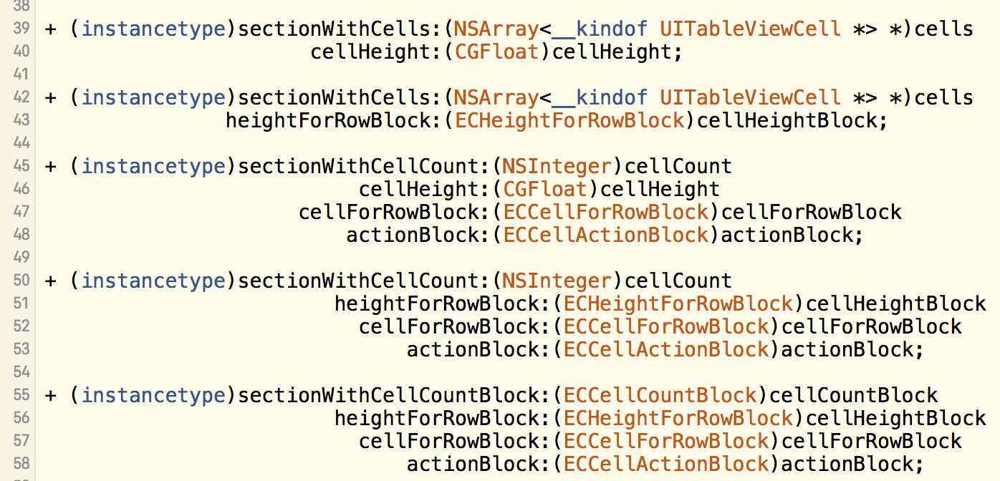 38
39 + (instancetype)sectionWithCells:(NSArray<__kindof UITableViewCell *> *)cells
40 cellHeight:(CGFloat)cellHeight;
41
42 + (instancetype)sectionWithCells:(NSArray<__kindof UITableViewCell *> *)cells
43 heightForRowBlock:(ECHeightForRowBlock)cellHeightBlock;
44
45 + (instancetype)sectionWithCellCount:(NSInteger)cellCount
46 cellHeight:(CGFloat)cellHeight
47 cellForRowBlock:(ECCellForRowBlock)cellForRowBlock
48 actionBlock:(ECCellActionBlock)actionBlock;
49
50 + (instancetype)sectionWithCellCount:(NSInteger)cellCount
51 heightForRowBlock:(ECHeightForRowBlock)cellHeightBlock
52 cellForRowBlock:(ECCellForRowBlock)cellForRowBlock
53 actionBlock:(ECCellActionBlock)actionBlock;
54
55 + (instancetype)sectionWithCellCountBlock:(ECCellCountBlock)cellCountBlock
56 heightForRowBlock:(ECHeightForRowBlock)cellHeightBlock
57 cellForRowBlock:(ECCellForRowBlock)cellForRowBlock
58 actionBlock:(ECCellActionBlock)actionBlock;